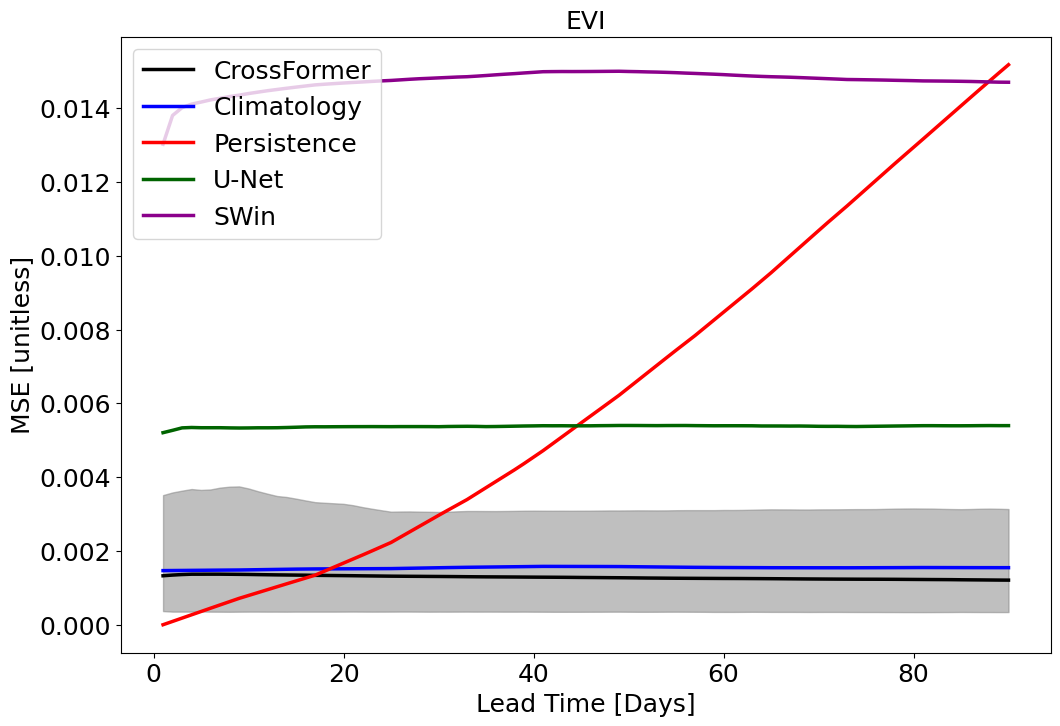 EVI
CrossFormer
Climatology
Persistence
U-Net
SWin
MSE [unitless]
0.014
0.012
0.010
0.008
0.006
0.004
0.002
0.000
0 20 40 60 80
Lead Time [Days]